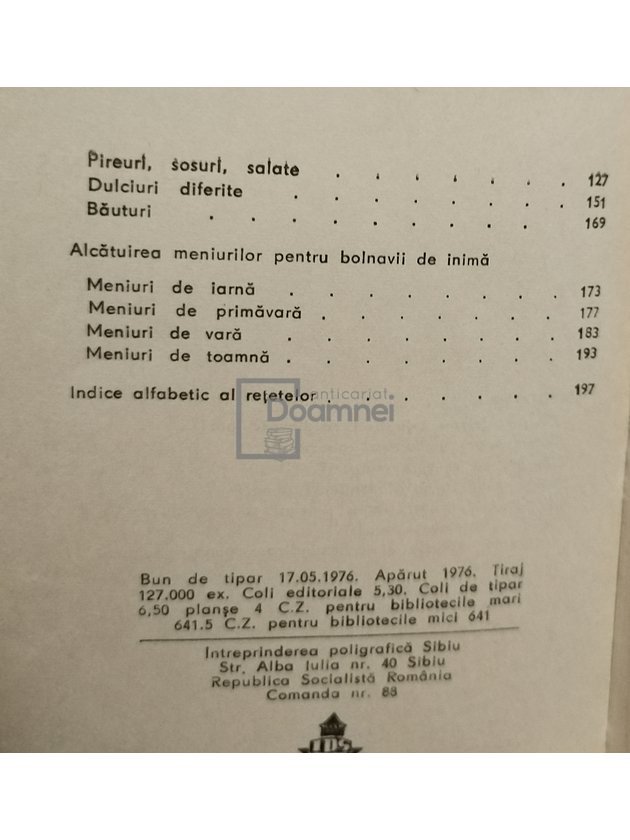 Pireuri, sosuri, salate . . . . . . . 127
Dulciuri diferite . . . . . . . 151
Băuturi . . . . . . . . 169
Alcătuirea meniurilor pentru bolnavii de inimă
Meniuri de iarnă . . . . . . . 173
Meniuri de primăvară . . . . . . 177
Meniuri de vară . . . . . . . 183
Meniuri de toamnă . . . . . . . 193
Indice alfabetic al rețetelor . . . . . . . 197
anticariat
Doamnei
Bun de tipar 17.05.1976. Apărut 1976. Tiraj
127.000 ex. Coli editoriale 5,30. Coli de tipar
6,50 planșe 4 C.Z. pentru bibliotecile mari
641.5 C.Z. pentru bibliotecile mici 641
Intreprinderea poligrafică Sibiu
Str. Alba Iulia nr. 40 Sibiu
Republica Socialistă România
Comanda nr. 88
IPS